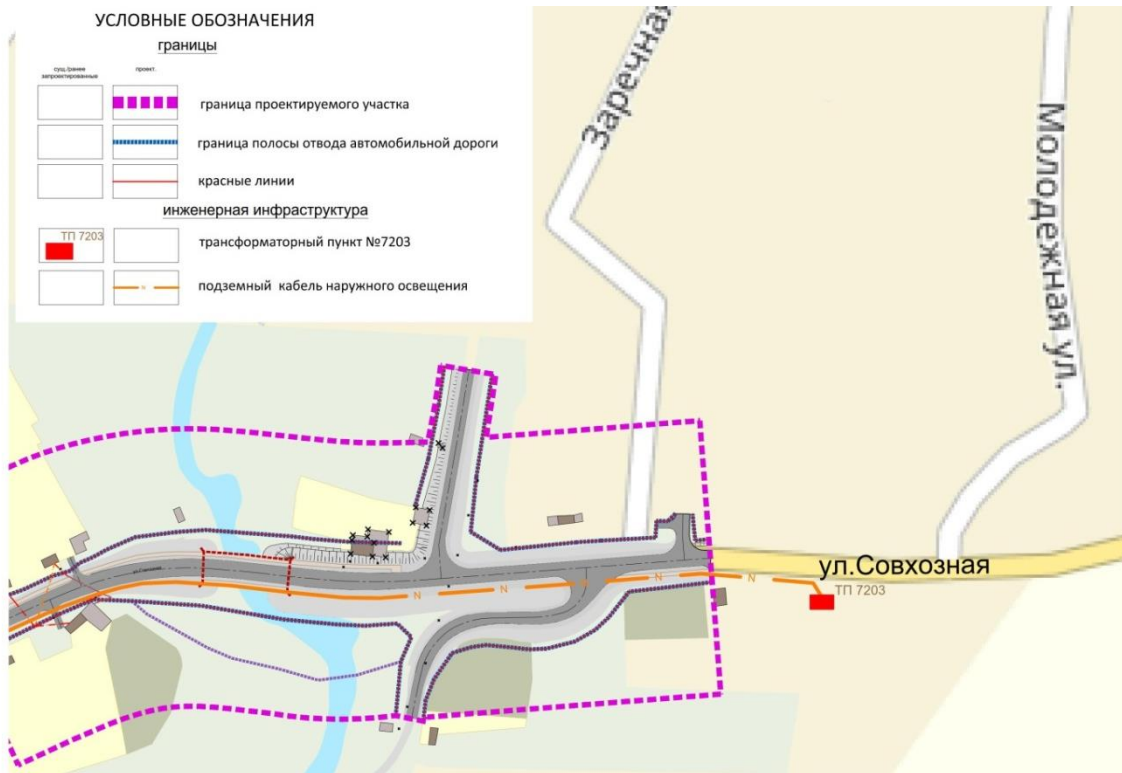 УСЛОВНЫЕ ОБОЗНАЧЕНИЯ
границы
сущ./ранее
запроектированные
проект.
граница проектируемого участка
граница полосы отвода автомобильной дороги
красные линии
инженерная инфраструктура
ТП 7203
трансформаторный пункт №7203
N
подземный кабель наружного освещения
Заречная
Молодежная ул.
ул.Совхозная
ТП 7203
N
N
N
N
N